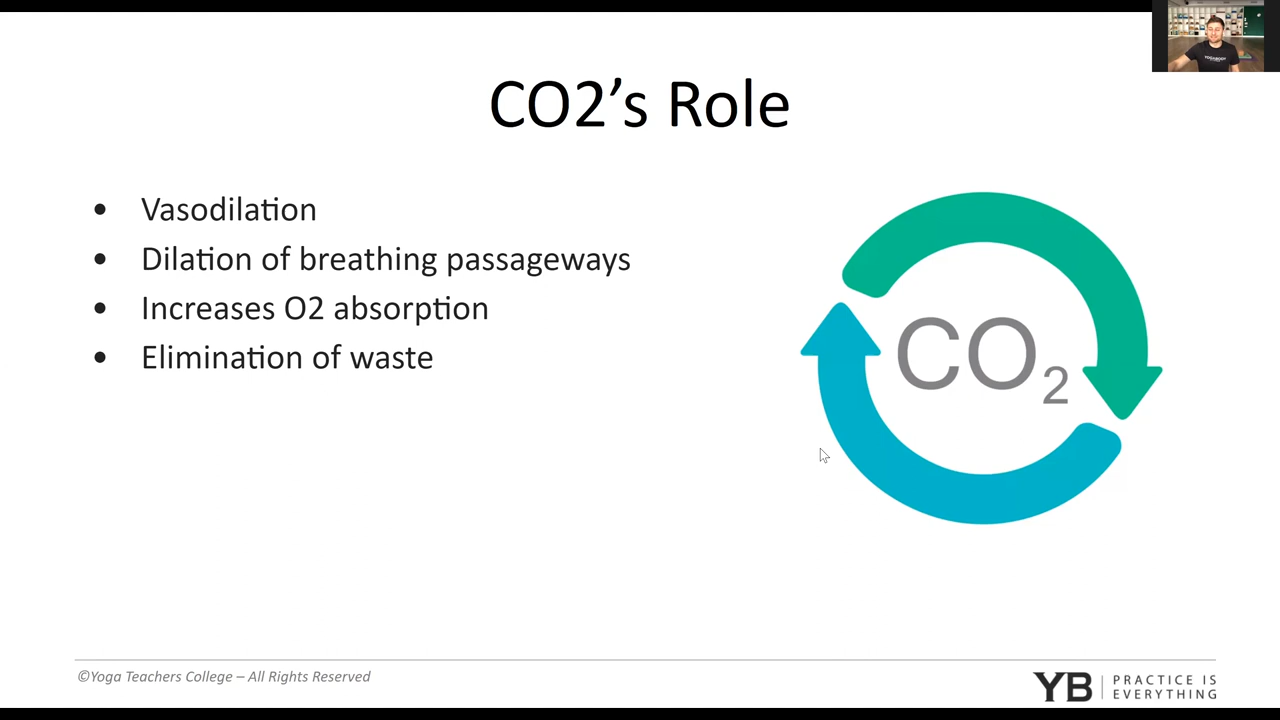 CO2’s Role
• Vasodilation
• Dilation of breathing passageways
• Increases O2 absorption
• Elimination of waste
CO₂
©Yoga Teachers College – All Rights Reserved
YB | PRACTICE IS
EVERYTHING